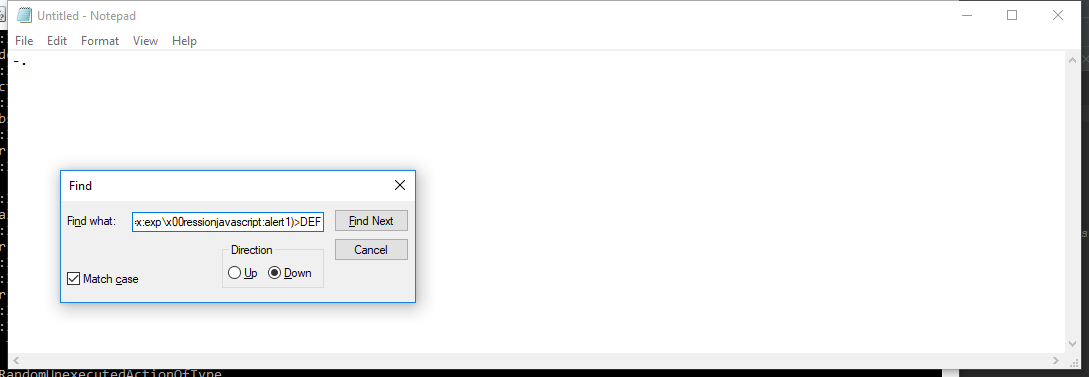 Untitled - Notepad
File Edit Format View Help
-.
Find
Find what: -x:exp\x00ressionjavascript:alert1)>DEF Find Next
Cancel
Direction
Up Down
Match case
RandomUnexecutedActionOfType